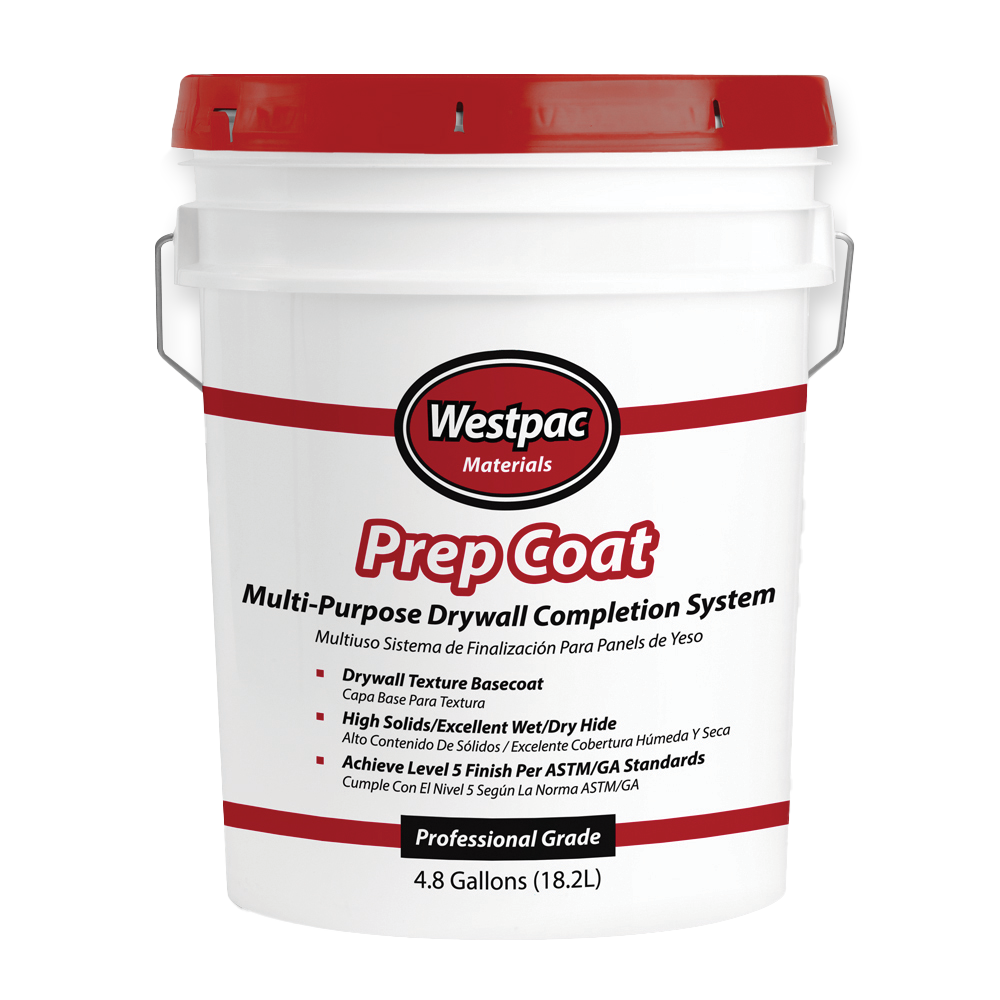 Westpac
Materials
Prep Coat
Multi-Purpose Drywall Completion System
Multiuso Sistema de Finalización Para Panels de Yeso
Drywall Texture Basecoat
Capa Base Para Textura
High Solids/Excellent Wet/Dry Hide
Alto Contenido De Sólidos / Excelente Cobertura Húmeda Y Seca
Achieve Level 5 Finish Per ASTM/GA Standards
Cumple Con El Nivel 5 Según La Norma ASTM/GA
Professional Grade
4.8 Gallons (18.2L)